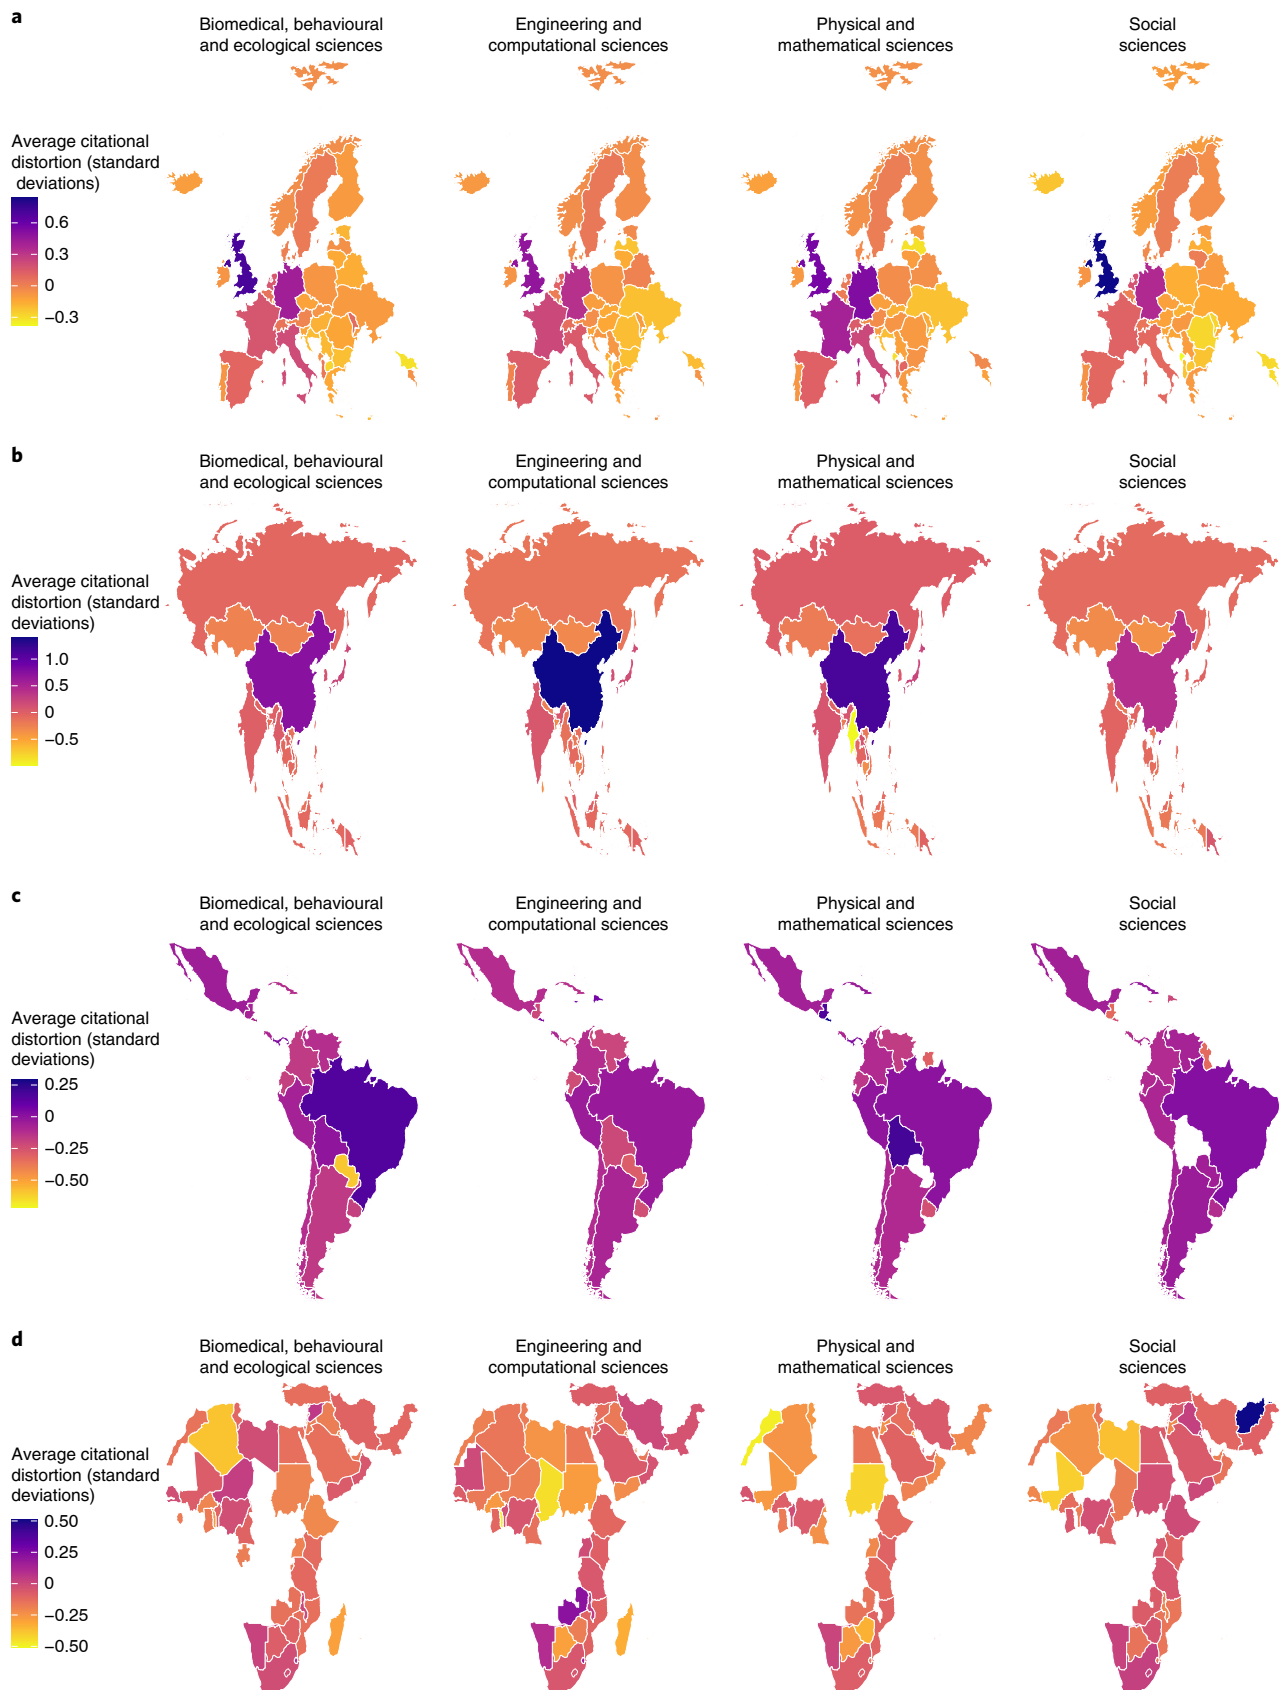 a
Biomedical, behavioural
and ecological sciences
Engineering and
computational sciences
Physical and
mathematical sciences
Social
sciences
Average citational
distortion (standard
deviations)
0.6
0.3
0
−0.3
b
Biomedical, behavioural
and ecological sciences
Engineering and
computational sciences
Physical and
mathematical sciences
Social
sciences
Average citational
distortion (standard
deviations)
1.0
0.5
0
−0.5
c
Biomedical, behavioural
and ecological sciences
Engineering and
computational sciences
Physical and
mathematical sciences
Social
sciences
Average citational
distortion (standard
deviations)
0.25
0
−0.25
−0.50
d
Biomedical, behavioural
and ecological sciences
Engineering and
computational sciences
Physical and
mathematical sciences
Social
sciences
Average citational
distortion (standard
deviations)
0.50
0.25
0
−0.25
−0.50